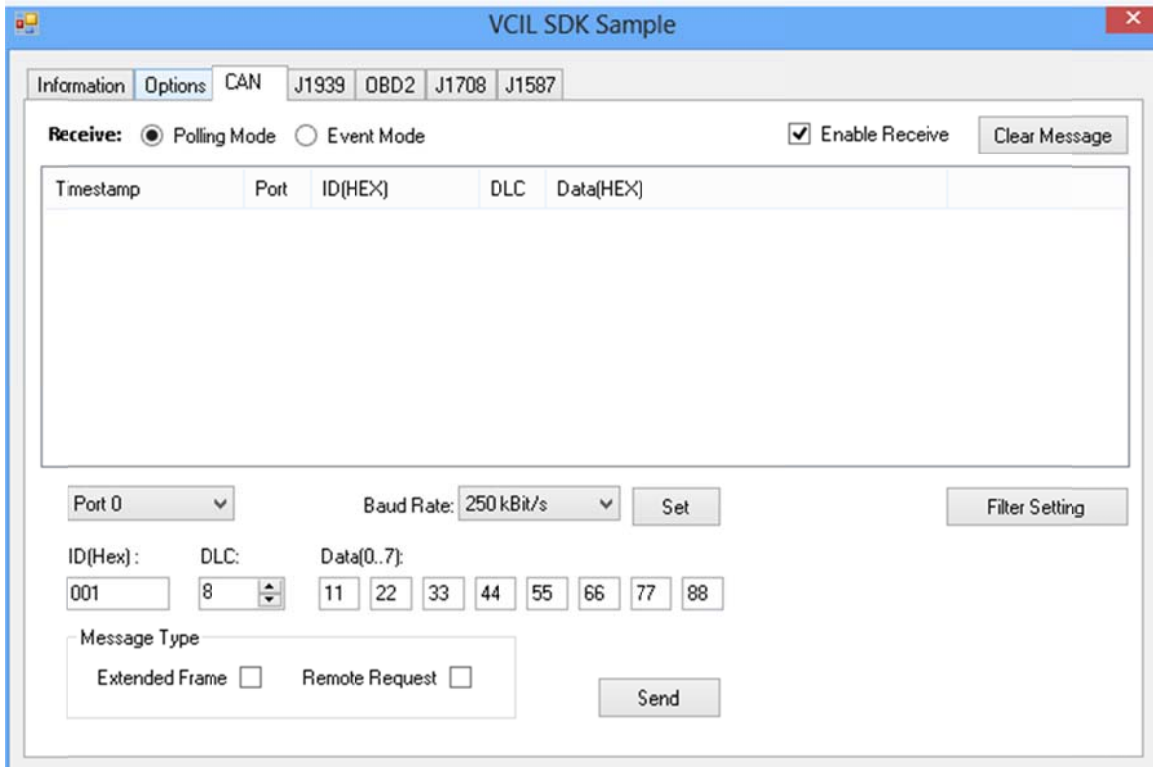 VCIL SDK Sample
Information Options CAN J1939 OBD2 J1708 J1587
Receive: Polling Mode Event Mode Enable Receive Clear Message
Timestamp Port ID(HEX) DLC Data(HEX)
Port 0 Baud Rate: 250 kBit/s Set Filter Setting
ID(Hex) : DLC: Data(0..7):
001 8 11 22 33 44 55 66 77 88
Message Type
Extended Frame Remote Request
Send